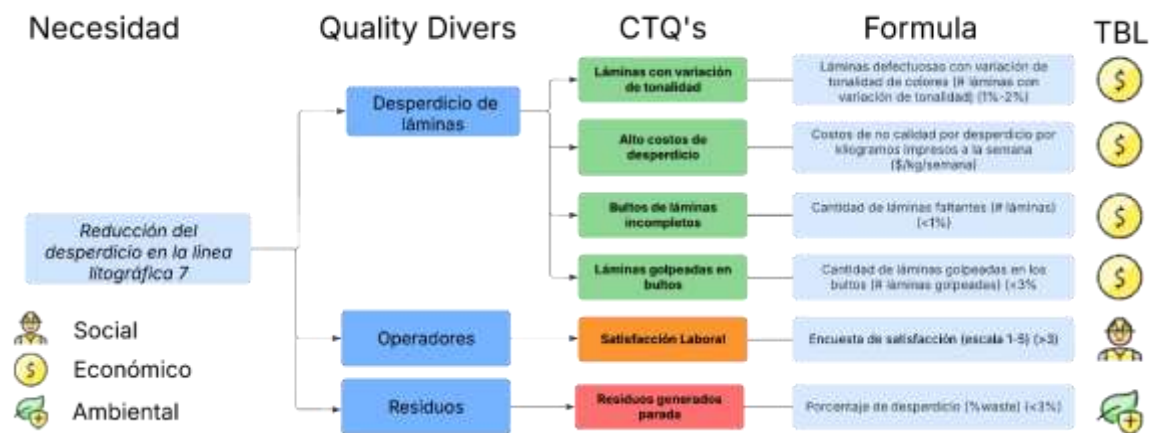 Necesidad
Quality Divers
CTQ's
Formula
TBL
Desperdicio de
láminas
Láminas con variación
de tonalidad
Láminas defectuosas con variación de
tonalidad de colores (# láminas con
variación de tonalidad) (1%-2%)
Alto costos de
desperdicio
Costos de no calidad por desperdicio por
kilogramos impresos a la semana
($/kg/semana)
Bultos de láminas
incompletos
Cantidad de láminas faltantes (# láminas)
(<1%)
Reducción del
desperdicio en la linea
litográfica 7
Láminas golpeadas en
bultos
Cantidad de láminas golpeadas en los
bultos (# láminas golpeadas) (<3%
Social
Económico
Ambiental
Operadores
Satisfacción Laboral
Encuesta de satisfacción (escala 1-5) (>3)
Residuos
Residuos generados
parada
Porcentaje de desperdicio (%waste) (<3%)